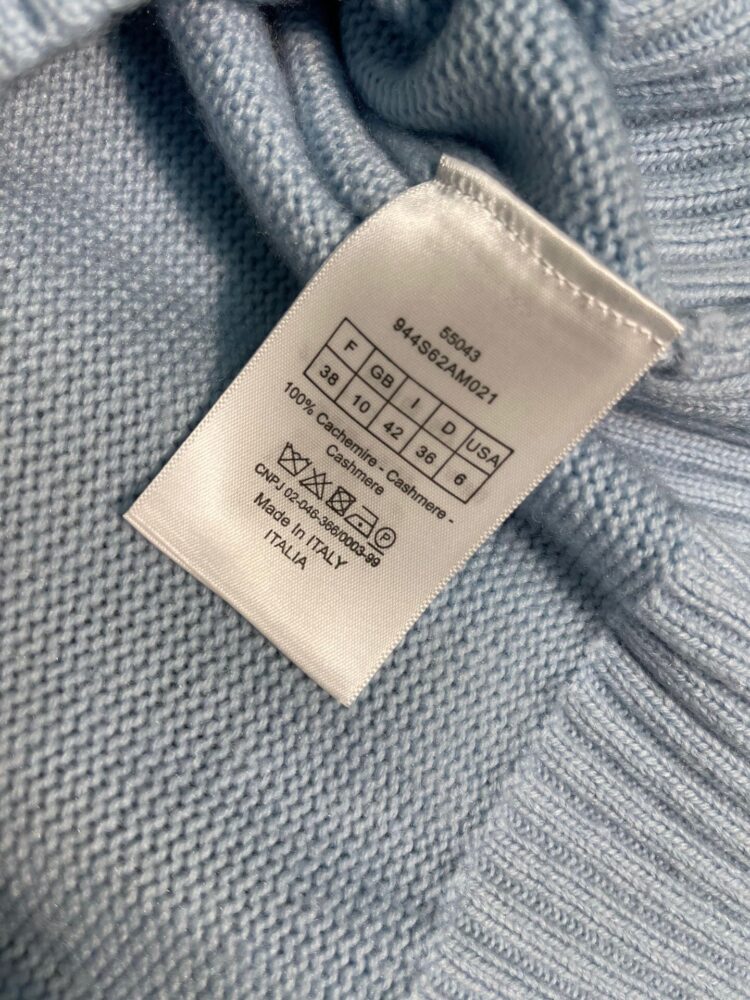 55043
944S62AM021
F GB I D USA
38 10 42 36 6
100% Cachemire - Cashmere -
Cashmere
P
CNPJ 02-046-366/0003-99
Made In ITALY
ITALIA